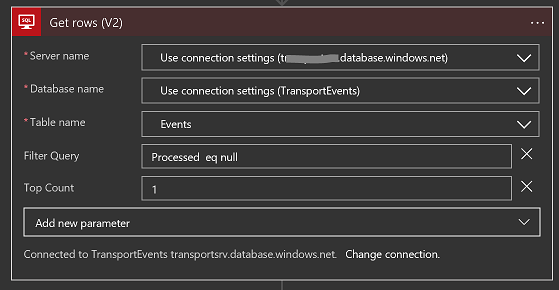 SQL
Get rows (V2)
* Server name
Use connection settings (t .database.windows.net)
* Database name
Use connection settings (TransportEvents)
* Table name
Events
Filter Query
Processed eq null
Top Count
1
Add new parameter
Connected to TransportEvents transportsrv.database.windows.net. Change connection.